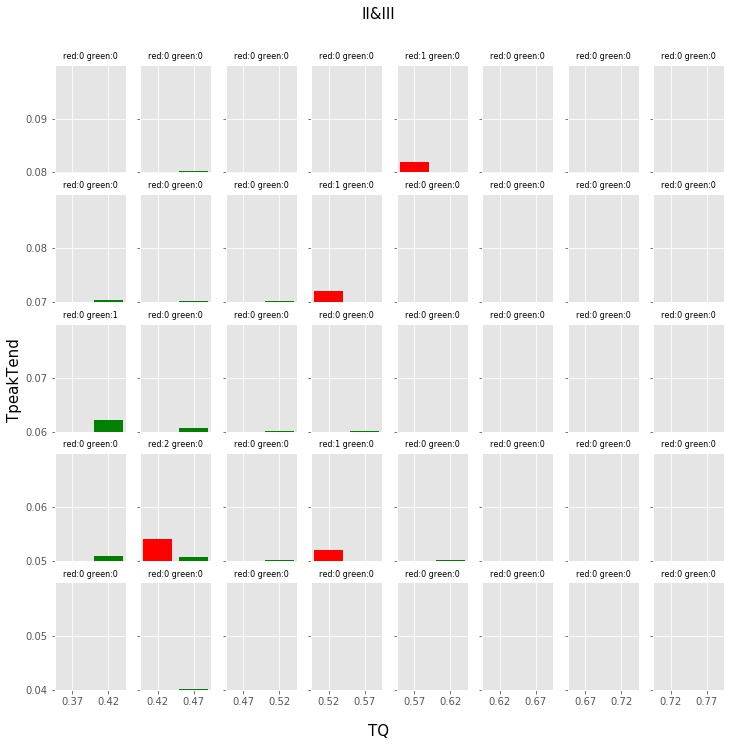 II&III
red:0 green:0 red:0 green:0 red:0 green:0 red:0 green:0 red:1 green:0 red:0 green:0 red:0 green:0 red:0 green:0
0.09
0.08
red:0 green:0 red:0 green:0 red:0 green:0 red:1 green:0 red:0 green:0 red:0 green:0 red:0 green:0 red:0 green:0
0.08
0.07
red:0 green:1 red:0 green:0 red:0 green:0 red:0 green:0 red:0 green:0 red:0 green:0 red:0 green:0 red:0 green:0
0.07
TpeakTend
0.06
red:0 green:0 red:2 green:0 red:0 green:0 red:1 green:0 red:0 green:0 red:0 green:0 red:0 green:0 red:0 green:0
0.06
0.05
red:0 green:0 red:0 green:0 red:0 green:0 red:0 green:0 red:0 green:0 red:0 green:0 red:0 green:0 red:0 green:0
0.05
0.04
0.37 0.42 0.42 0.47 0.47 0.52 0.52 0.57 0.57 0.62 0.62 0.67 0.67 0.72 0.72 0.77
TQ